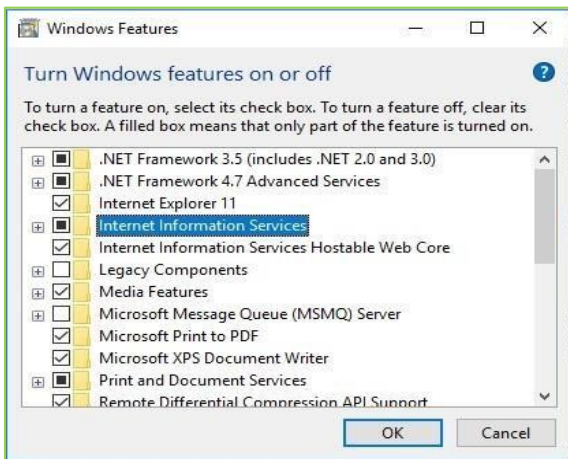 Windows Features
Turn Windows features on or off
To turn a feature on, select its check box. To turn a feature off, clear its
check box. A filled box means that only part of the feature is turned on.
.NET Framework 3.5 (includes .NET 2.0 and 3.0)
.NET Framework 4.7 Advanced Services
Internet Explorer 11
Internet Information Services
Internet Information Services Hostable Web Core
Legacy Components
Media Features
Microsoft Message Queue (MSMQ) Server
Microsoft Print to PDF
Microsoft XPS Document Writer
Print and Document Services
Remote Differential Compression API Support
OK Cancel